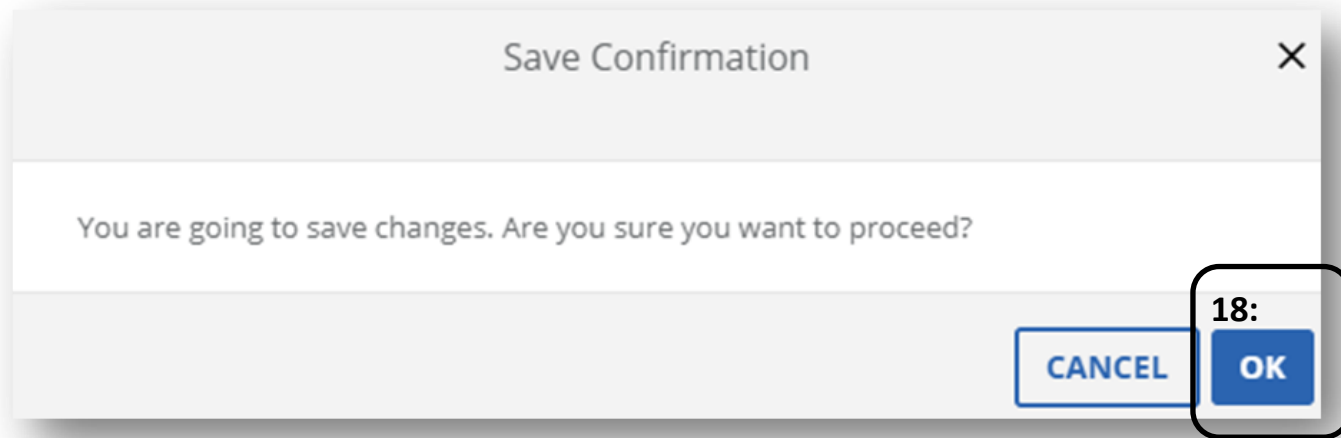 Save Confirmation
You are going to save changes. Are you sure you want to proceed?
18:
CANCEL OK